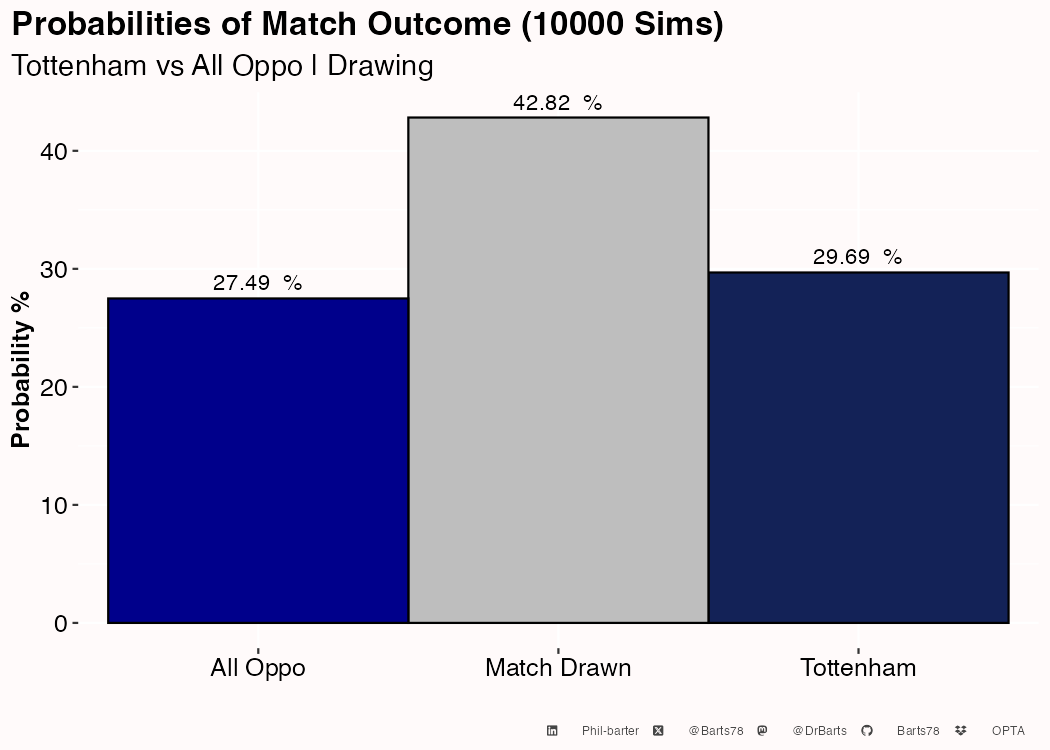 Probabilities of Match Outcome (10000 Sims)
Tottenham vs All Oppo | Drawing
42.82 %
40
29.69 %
30
27.49 %
Probability %
20
10
0
All Oppo Match Drawn Tottenham
Phil-barter @Barts78 @DrBarts Barts78 OPTA